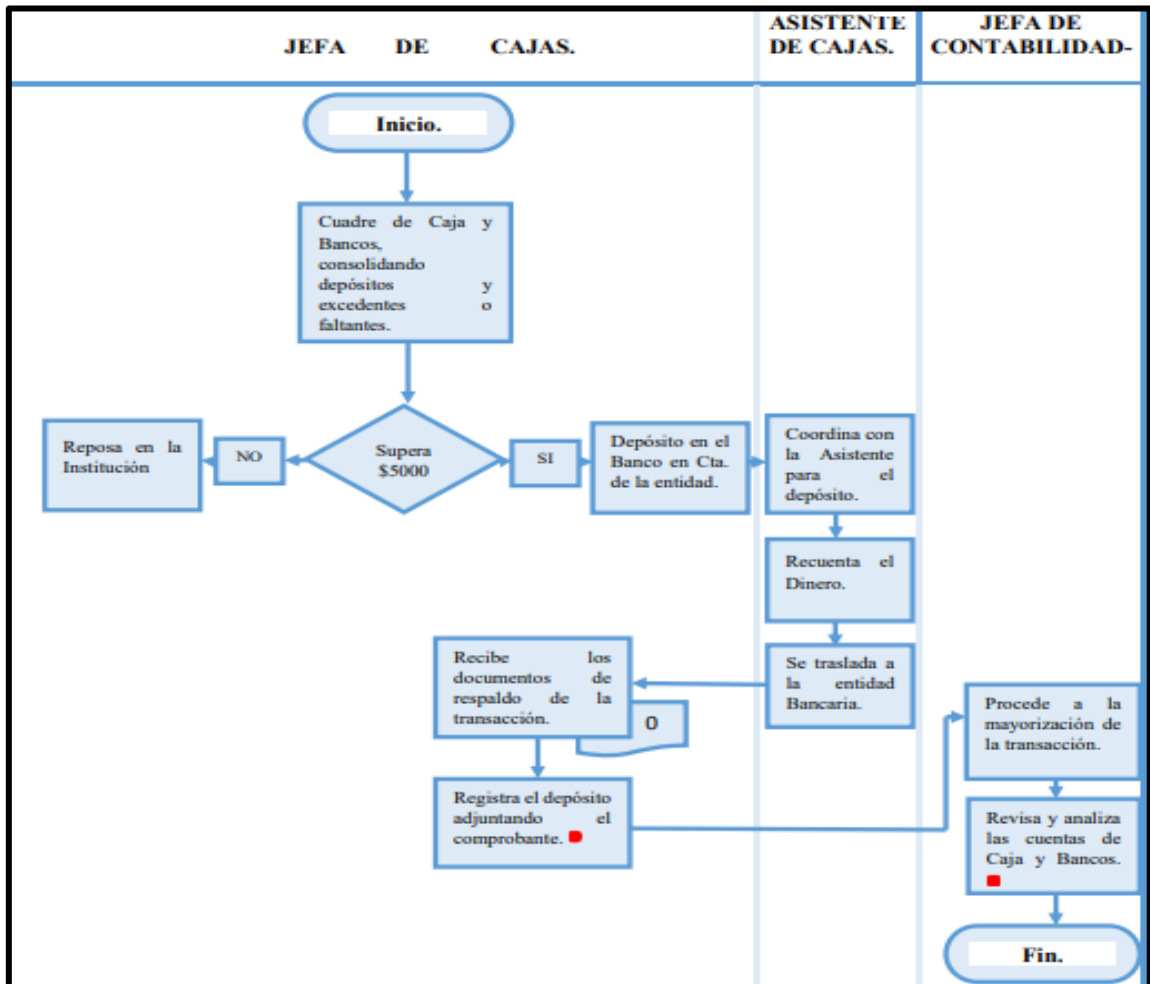 JEFA DE CAJAS.
ASISTENTE
DE CAJAS.
JEFA DE
CONTABILIDAD-
Inicio.
Cuadre de Caja y
Bancos,
consolidando
depósitos y
excedentes o
faltantes.
Reposa en la
Institución
NO
Supera
$5000
SI
Depósito en el
Banco en Cta.
de la entidad.
Coordina con
la Asistente
para el
depósito.
Recuenta el
Dinero.
Se traslada a
la entidad
Bancaria.
Recibe los
documentos de
respaldo de la
transacción.
O
Registra el depósito
adjuntando el
comprobante.
Procede a la
mayorización de
la transacción.
Revisa y analiza
las cuentas de
Caja y Bancos.
Fin.